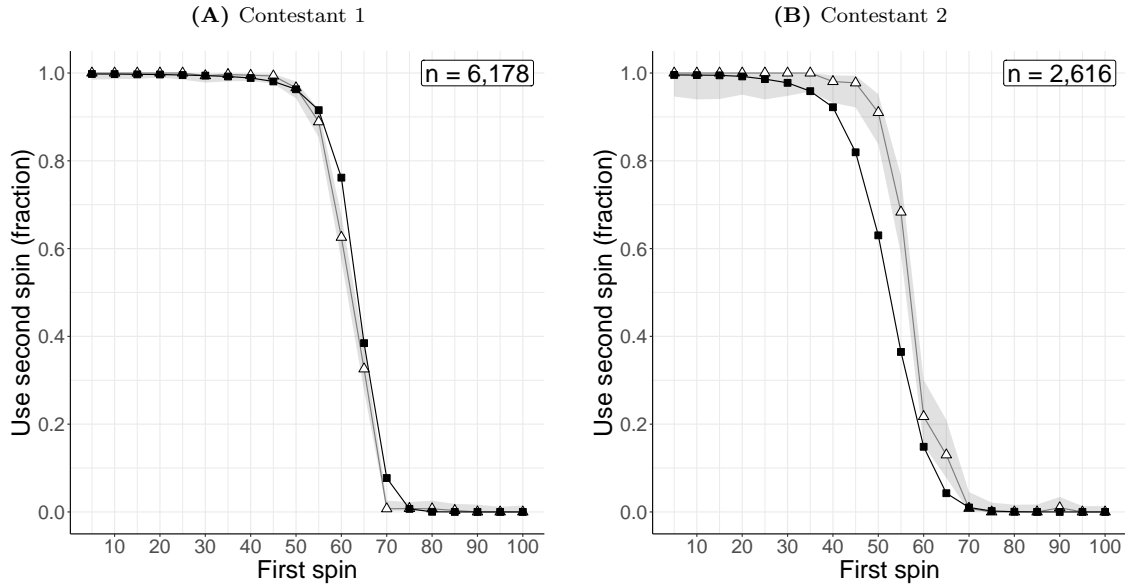 (A) Contestant 1
n = 6,178
Use second spin (fraction)
1.0
0.8
0.6
0.4
0.2
0.0
10 20 30 40 50 60 70 80 90 100
First spin
(B) Contestant 2
n = 2,616
Use second spin (fraction)
1.0
0.8
0.6
0.4
0.2
0.0
10 20 30 40 50 60 70 80 90 100
First spin